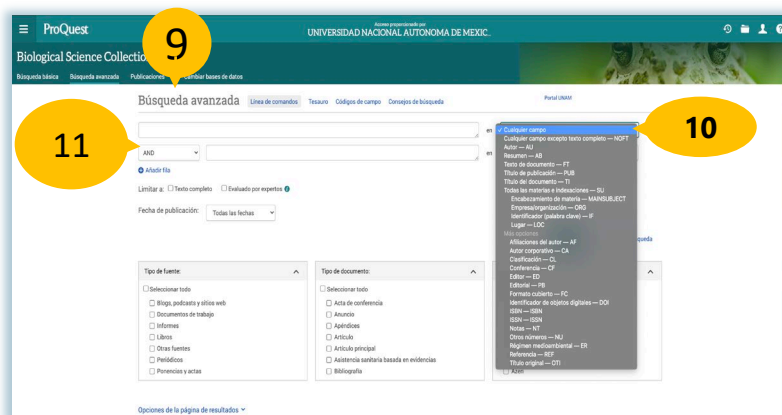 ProQuest
Acceso proporcionado por
UNIVERSIDAD NACIONAL AUTONOMA DE MEXIC...
Biological Science Collecti
9
Búsqueda básica Búsqueda avanzada Publicaciones Cambiar bases de datos
Búsqueda avanzada Línea de comandos Tesauro Códigos de campo Consejos de búsqueda
Portal UNAM
11
10
en
✓ Cualquier campo
Cualquier campo excepto texto completo — NOFT
Autor — AU
Resumen — AB
Texto de documento — FT
Título de publicación — PUB
Título del documento — TI
Todas las materias e indexaciones — SU
Encabezamiento de materia — MAINSUBJECT
Empresa/organización — ORG
Identificador (palabra clave) — IF
Lugar — LOC
Más opciones
Afiliaciones del autor — AF
Autor corporativo — CA
Clasificación — CL
Conferencia — CF
Editor — ED
Editorial — PB
Formato cubierto — FC
Identificador de objetos digitales — DOI
ISBN — ISBN
ISSN — ISSN
Notas — NT
Otros números — NU
Régimen medioambiental — ER
Referencia — REF
Título original — OTI
AND
en
Añadir fila
Limitar a: Texto completo Evaluado por expertos
Fecha de publicación: Todas las fechas
queda
Tipo de fuente:
Seleccionar todo
Blogs, podcasts y sitios web
Documentos de trabajo
Informes
Libros
Otras fuentes
Periódicos
Ponencias y actas
Tipo de documento:
Seleccionar todo
Acta de conferencia
Anuncio
Apéndices
Artículo
Artículo principal
Asistencia sanitaria basada en evidencias
Bibliografía
Azerí
Opciones de la página de resultados